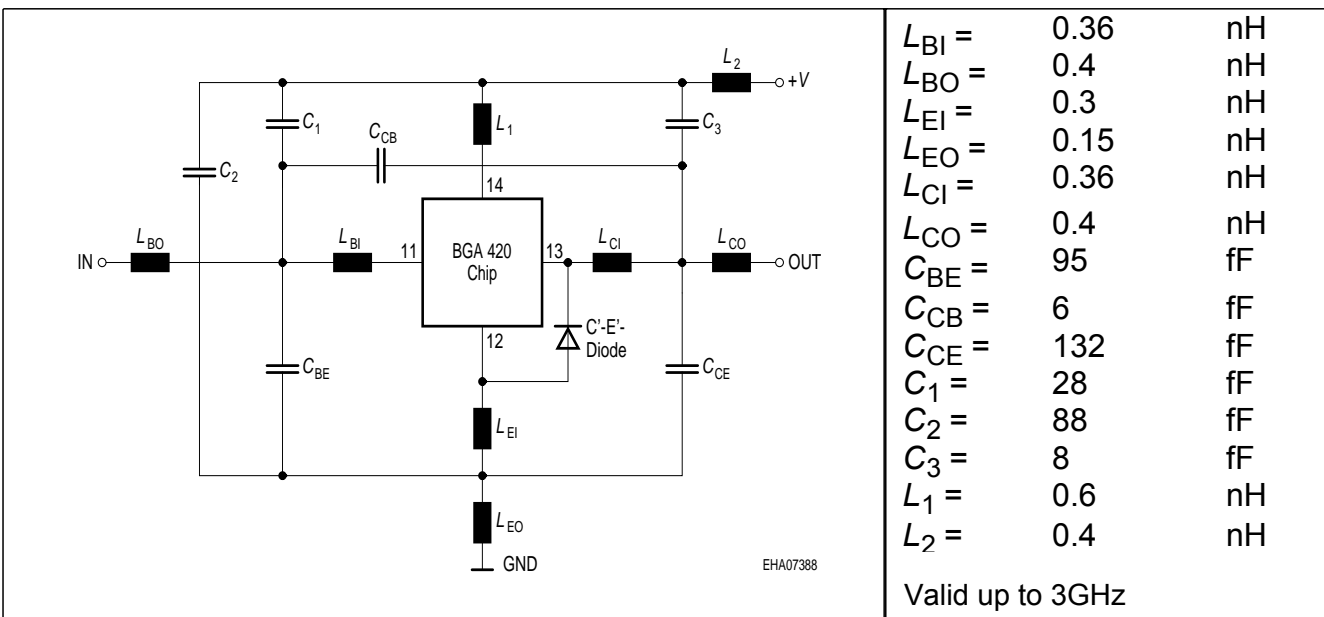 L2
+V
C1
L1
C3
CCB
C2
14
LBO
LBI
11
BGA 420
Chip
13
LCI
LCO
IN
OUT
12
C'-E'-
Diode
CBE
CCE
LEI
LEO
GND
EHA07388
LBI = 0.36 nH
LBO = 0.4 nH
LEI = 0.3 nH
LEO = 0.15 nH
LCI = 0.36 nH
LCO = 0.4 nH
CBE = 95 fF
CCB = 6 fF
CCE = 132 fF
C1 = 28 fF
C2 = 88 fF
C3 = 8 fF
L1 = 0.6 nH
L2 = 0.4 nH
Valid up to 3GHz